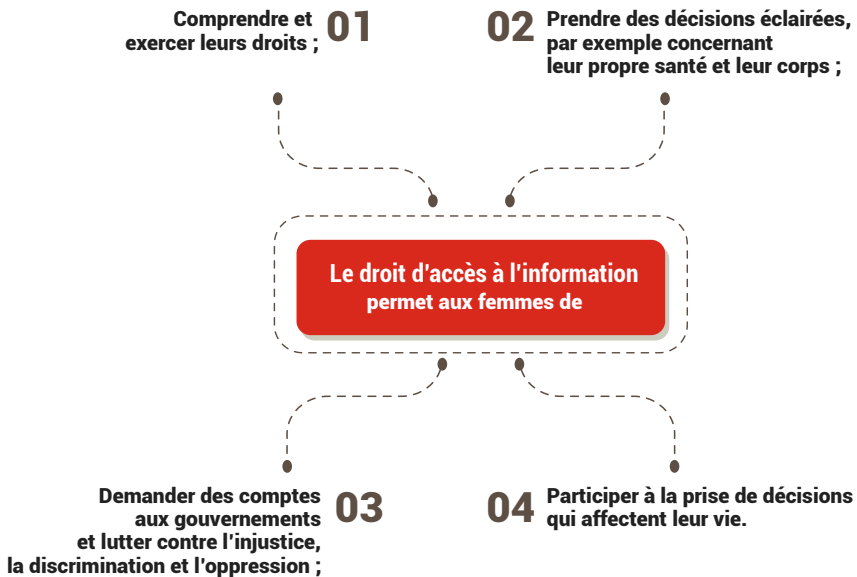 Comprendre et
exercer leurs droits ;
01
02
Prendre des décisions éclairées,
par exemple concernant
leur propre santé et leur corps ;
Le droit d'accès à l'information
permet aux femmes de
Demander des comptes
aux gouvernements
et lutter contre l'injustice,
la discrimination et l'oppression ;
03
04
Participer à la prise de décisions
qui affectent leur vie.